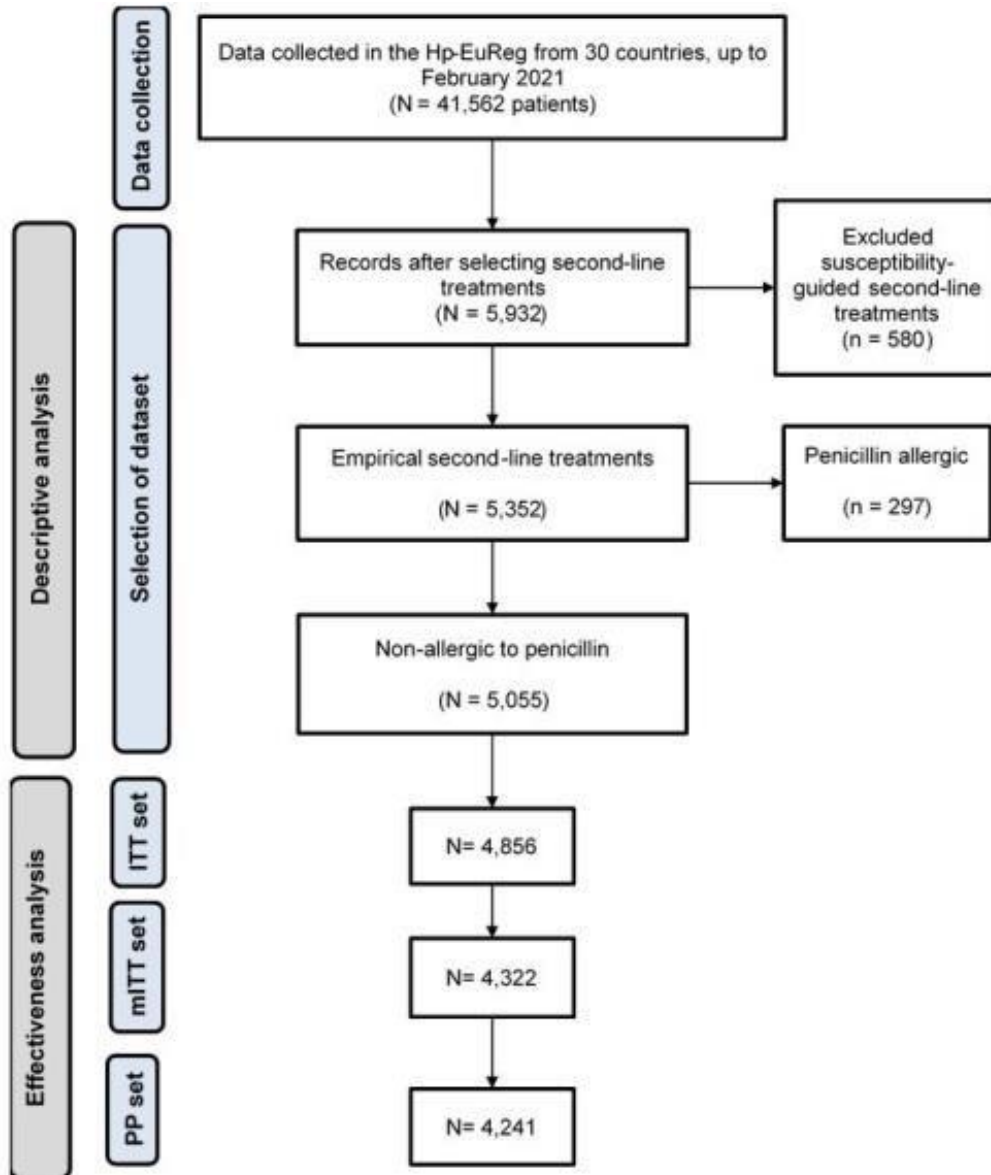 Data collection
Data collected in the Hp-EuReg from 30 countries, up to
February 2021
(N = 41,562 patients)
Descriptive analysis
Selection of dataset
Records after selecting second-line
treatments
(N = 5,932)
Excluded
susceptibility-
guided second-line
treatments
(n = 580)
Empirical second-line treatments
(N = 5,352)
Penicillin allergic
(n = 297)
Non-allergic to penicillin
(N = 5,055)
Effectiveness analysis
ITT set
N= 4,856
mITT set
N= 4,322
PP set
N= 4,241